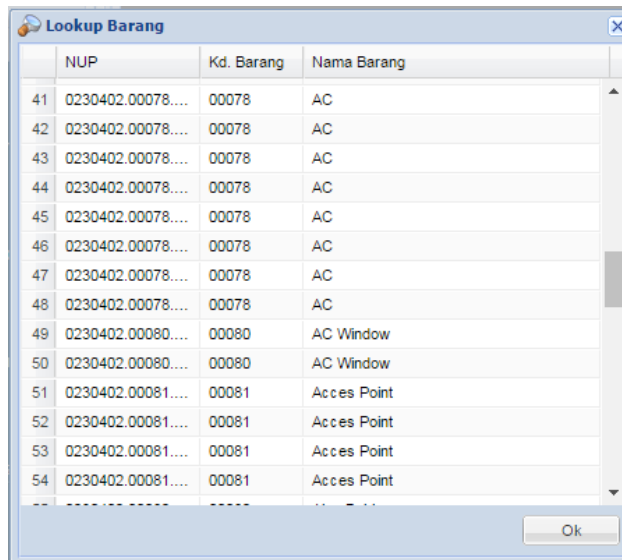 Lookup Barang
NUP Kd. Barang Nama Barang
41 0230402.00078.... 00078 AC
42 0230402.00078.... 00078 AC
43 0230402.00078.... 00078 AC
44 0230402.00078.... 00078 AC
45 0230402.00078.... 00078 AC
46 0230402.00078.... 00078 AC
47 0230402.00078.... 00078 AC
48 0230402.00078.... 00078 AC
49 0230402.00080.... 00080 AC Window
50 0230402.00080.... 00080 AC Window
51 0230402.00081.... 00081 Acces Point
52 0230402.00081.... 00081 Acces Point
53 0230402.00081.... 00081 Acces Point
54 0230402.00081.... 00081 Acces Point
Ok